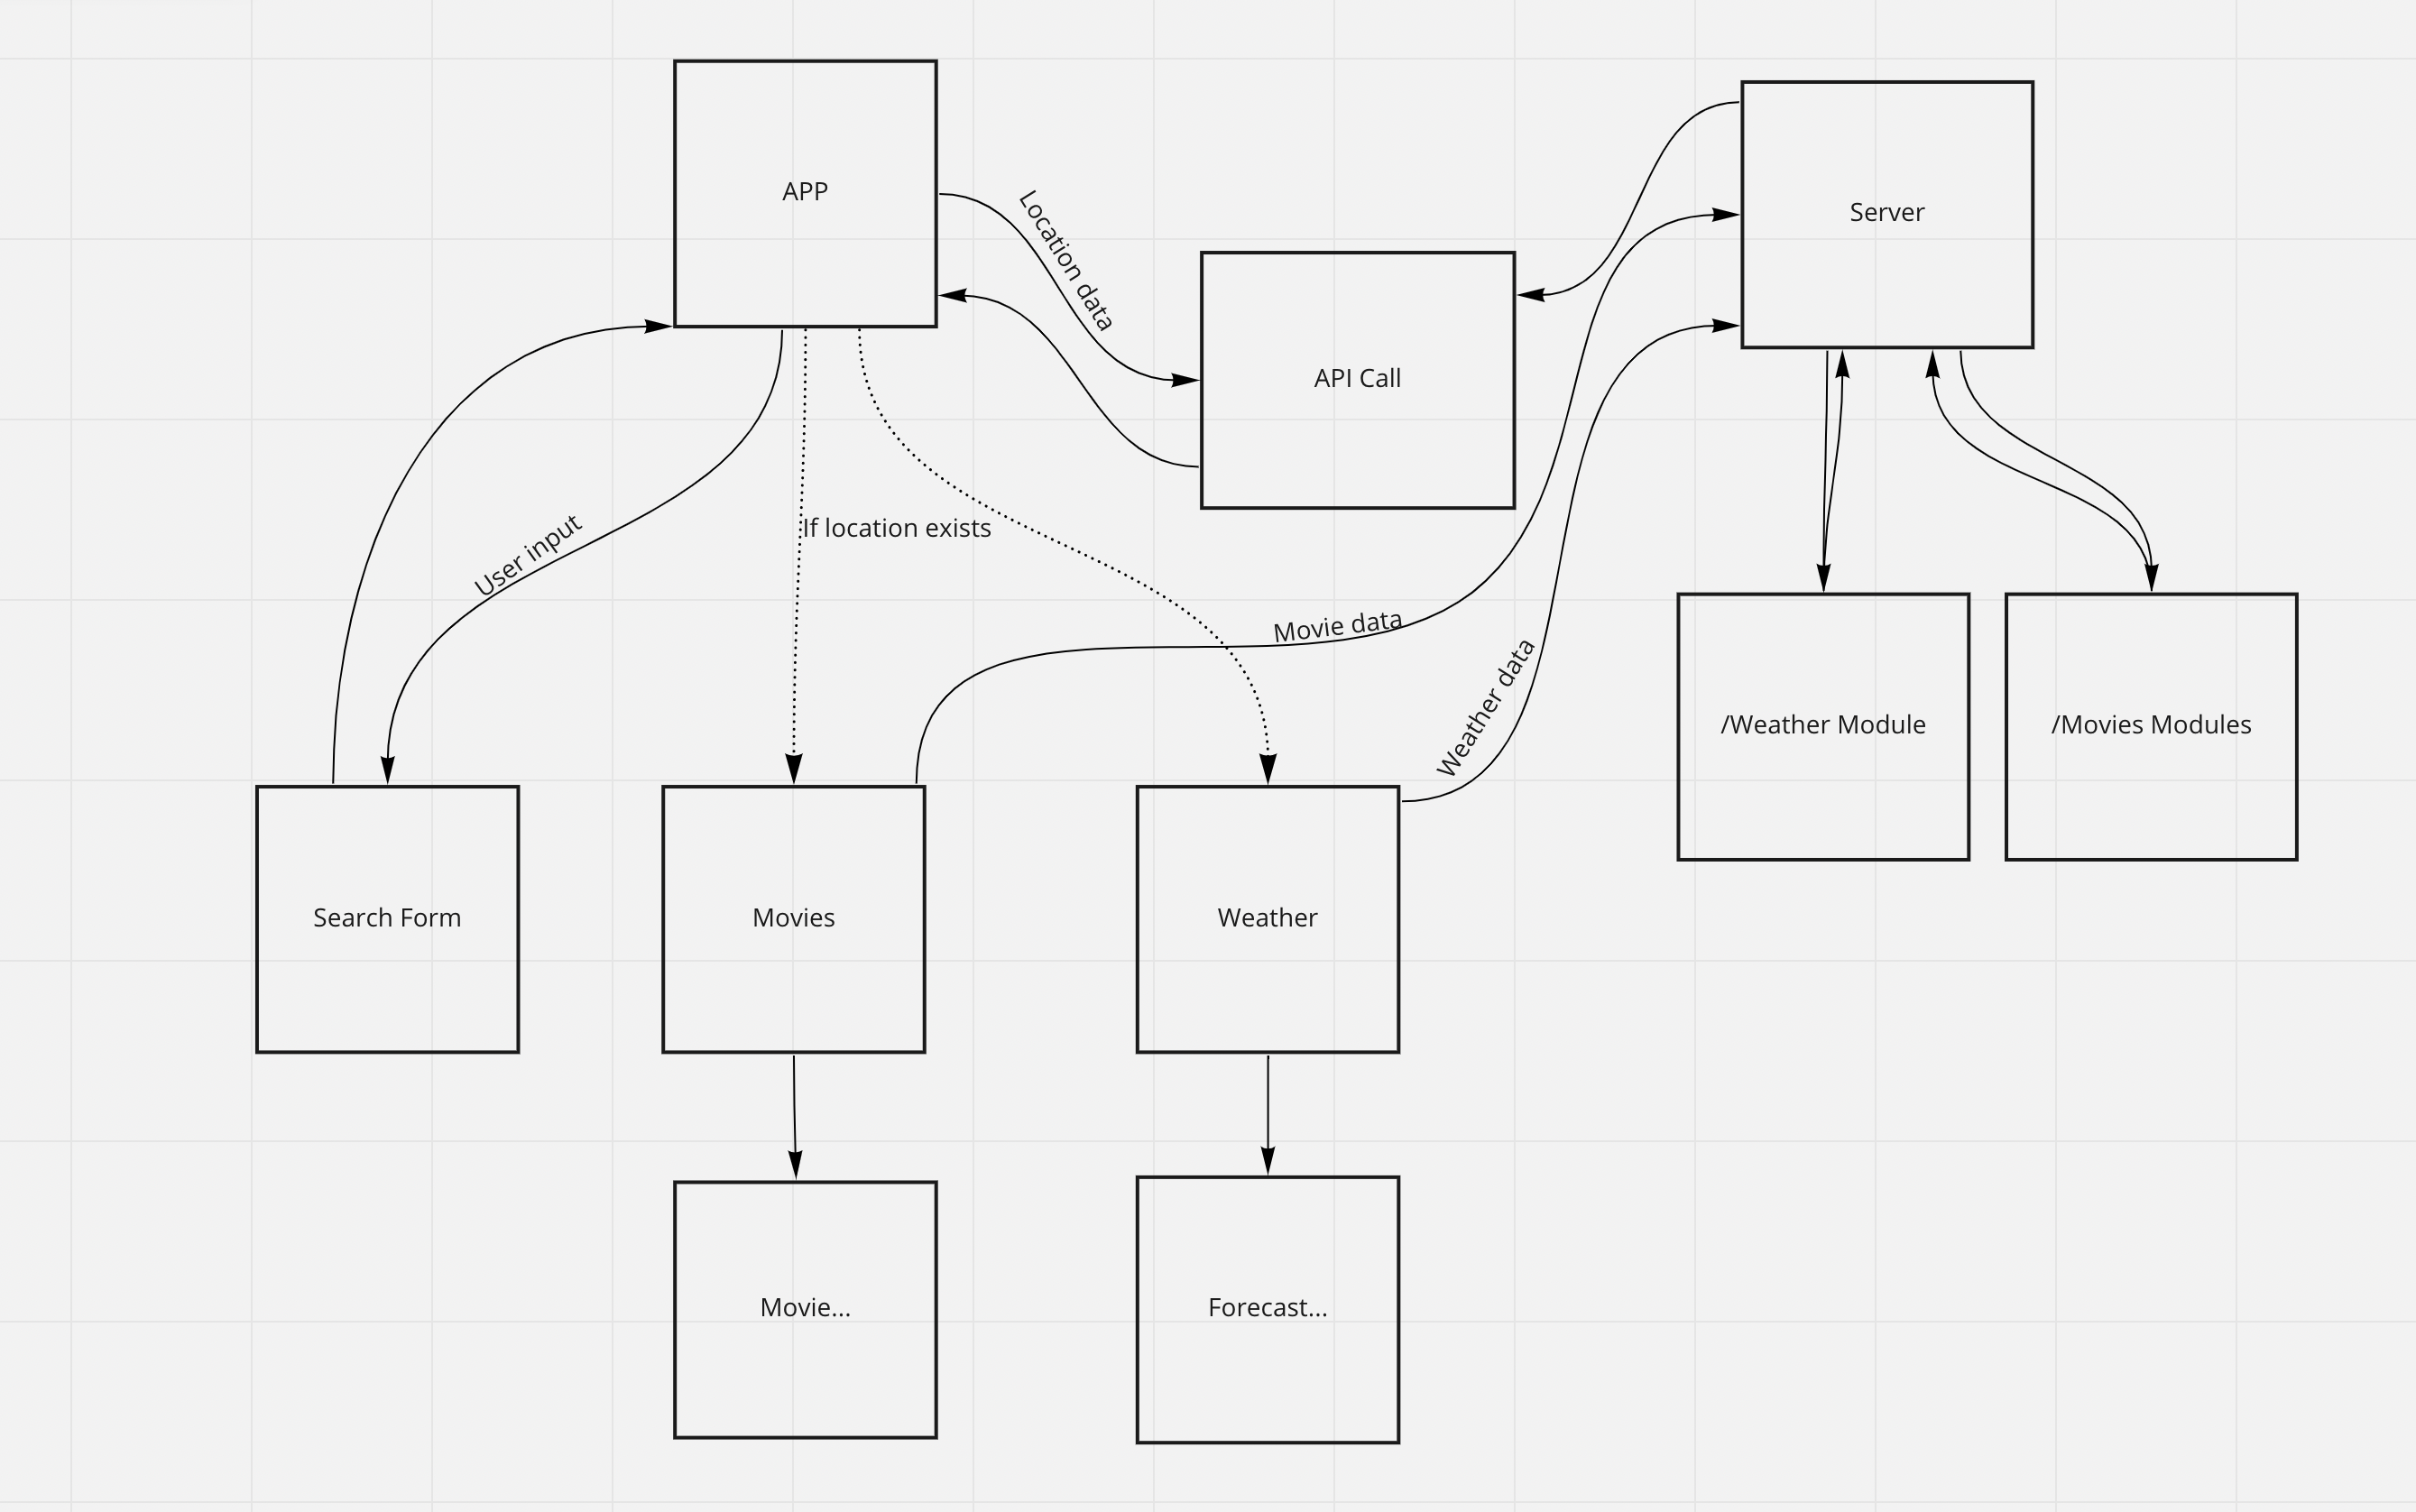 APP
Server
Location data
API Call
If location exists
User input
Movie data
Weather data
/Weather Module
/Movies Modules
Search Form
Movies
Weather
Movie...
Forecast...